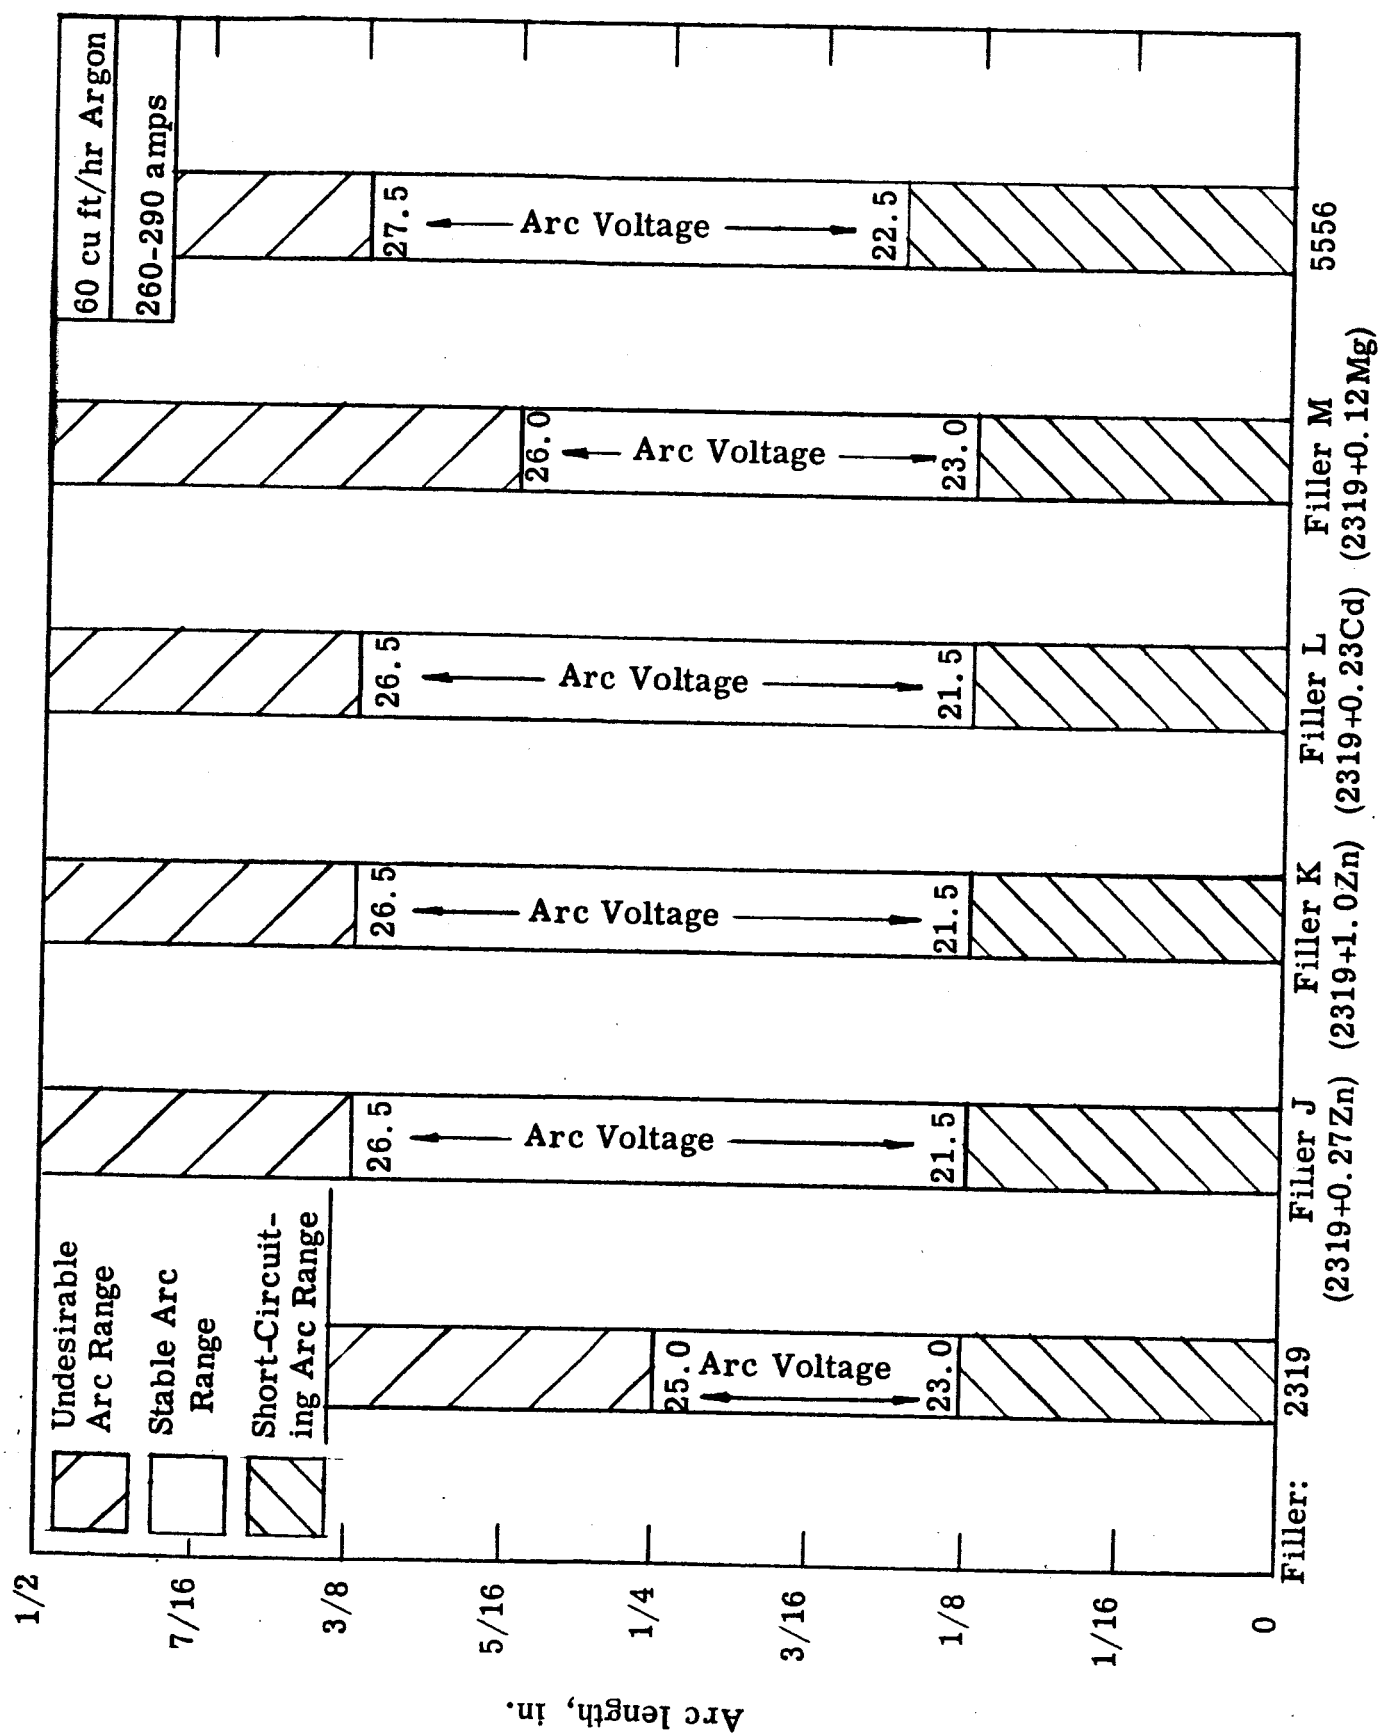 Arc length, in.
1/2
7/16
3/8
5/16
1/4
3/16
1/8
1/16
0
Undesirable
Arc Range
Stable Arc
Range
Short-Circuit-
ing Arc Range
60 cu ft/hr Argon
260-290 amps
25.0
Arc Voltage
23.0
26.5
Arc Voltage
21.5
26.5
Arc Voltage
21.5
26.5
Arc Voltage
21.5
26.0
Arc Voltage
23.0
27.5
Arc Voltage
22.5
Filler:
2319
Filler J
(2319+0.27Zn)
Filler K
(2319+1.0Zn)
Filler L
(2319+0.23Cd)
Filler M
(2319+0.12Mg)
5556